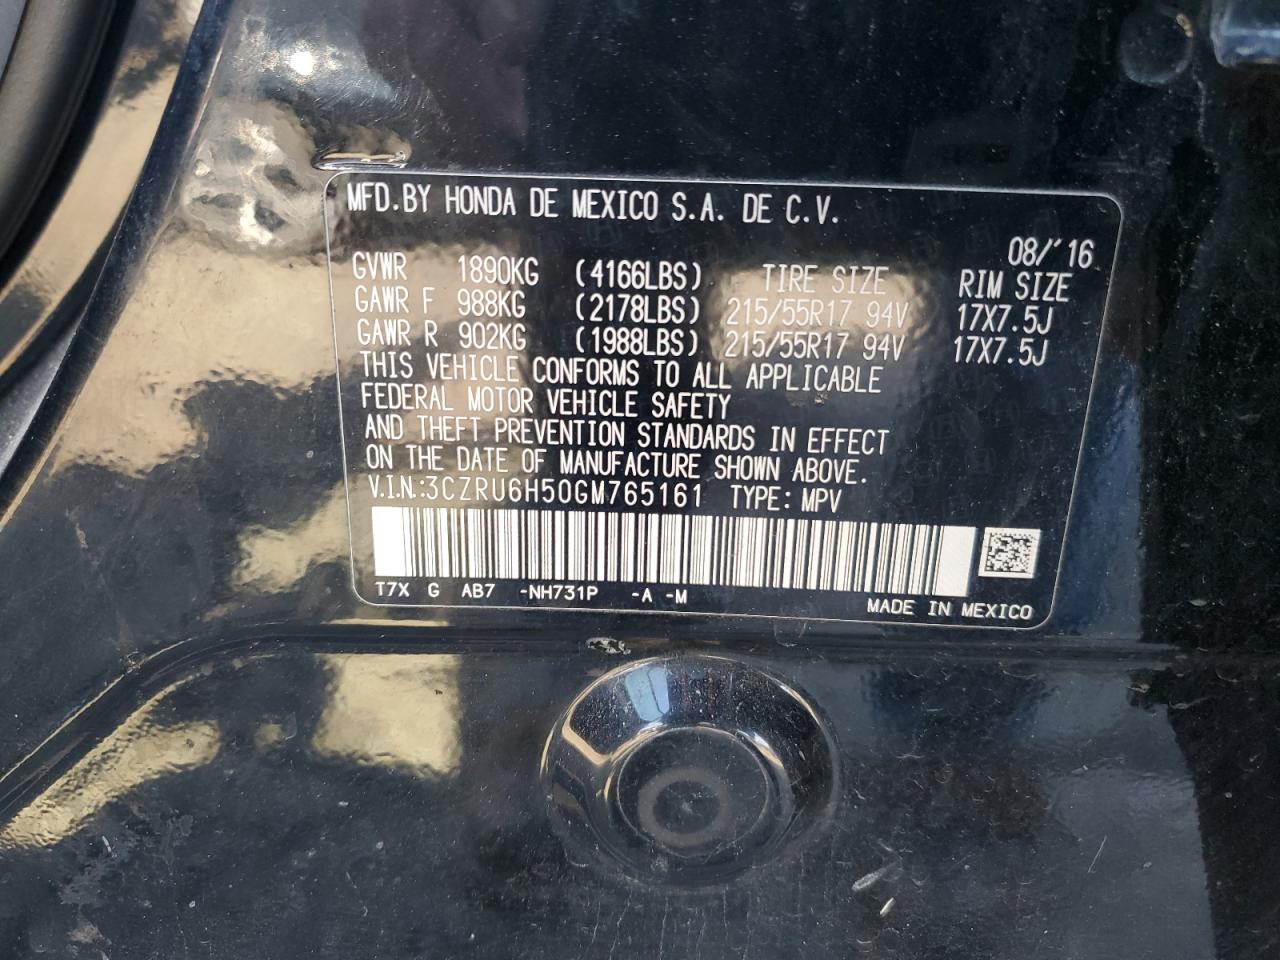 MFD.BY HONDA DE MEXICO S.A. DE C.V.
08/'16
GVWR 1890KG (4166LBS) TIRE SIZE RIM SIZE
GAWR F 988KG (2178LBS) 215/55R17 94V 17X7.5J
GAWR R 902KG (1988LBS) 215/55R17 94V 17X7.5J
THIS VEHICLE CONFORMS TO ALL APPLICABLE
FEDERAL MOTOR VEHICLE SAFETY
AND THEFT PREVENTION STANDARDS IN EFFECT
ON THE DATE OF MANUFACTURE SHOWN ABOVE.
V.I.N.:3CZRU6H50GM765161 TYPE: MPV
T7X G AB7 -NH731P -A -M
MADE IN MEXICO